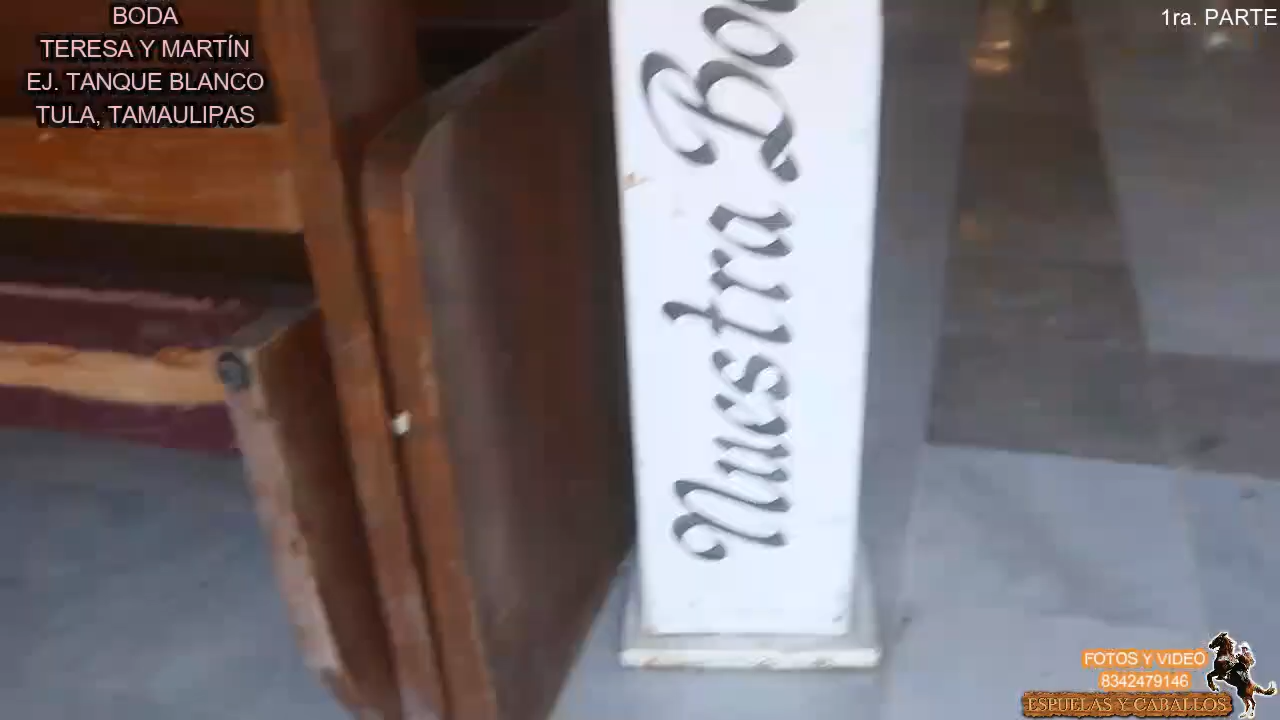 BODA
TERESA Y MARTÍN
EJ. TANQUE BLANCO
TULA, TAMAULIPAS
1ra. PARTE
Nuestra
FOTOS Y VIDEO
8342479146
ESPUELAS Y CABALLOS